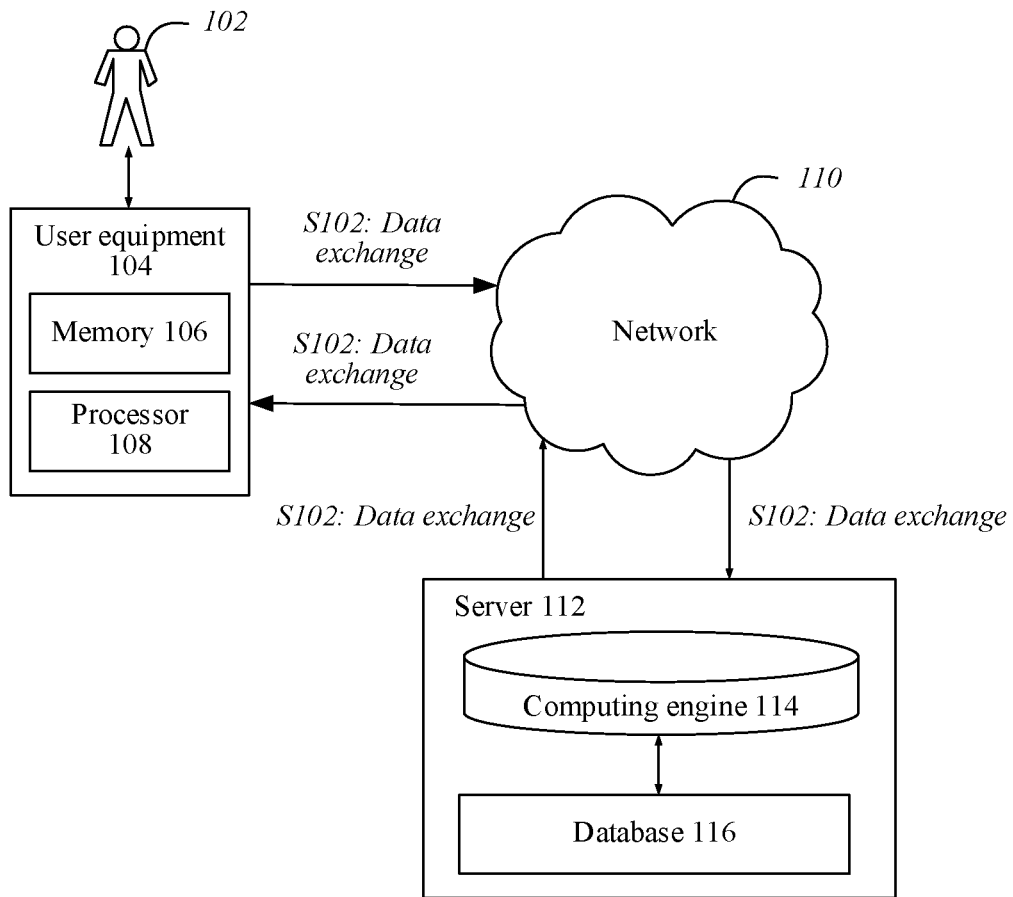 102
110
User equipment
104
S102: Data
exchange
Memory 106
Network
S102: Data
exchange
Processor
108
S102: Data exchange
S102: Data exchange
Server 112
Computing engine 114
Database 116